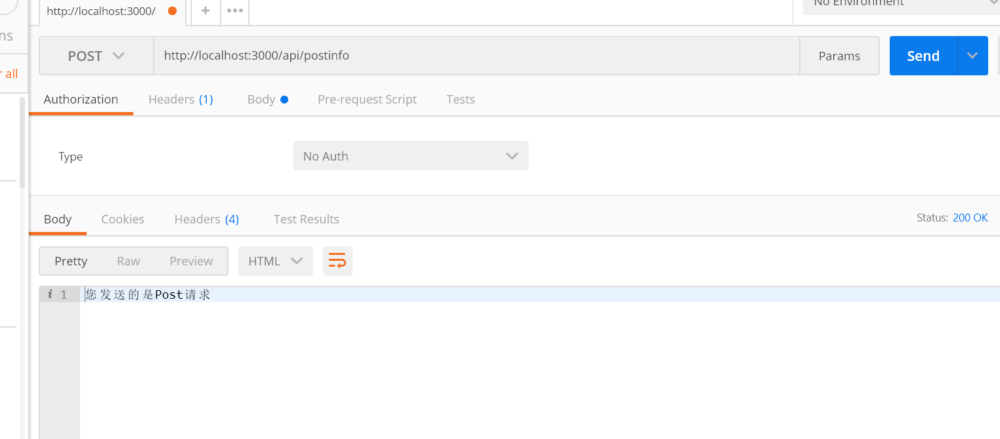 http://localhost:3000/
No Environment
ns
POST
http://localhost:3000/api/postinfo
Params
Send
r all
Authorization
Headers (1)
Body
Pre-request Script
Tests
Type
No Auth
Body
Cookies
Headers (4)
Test Results
Status: 200 OK
Pretty
Raw
Preview
HTML
i 1 您发送的是Post请求